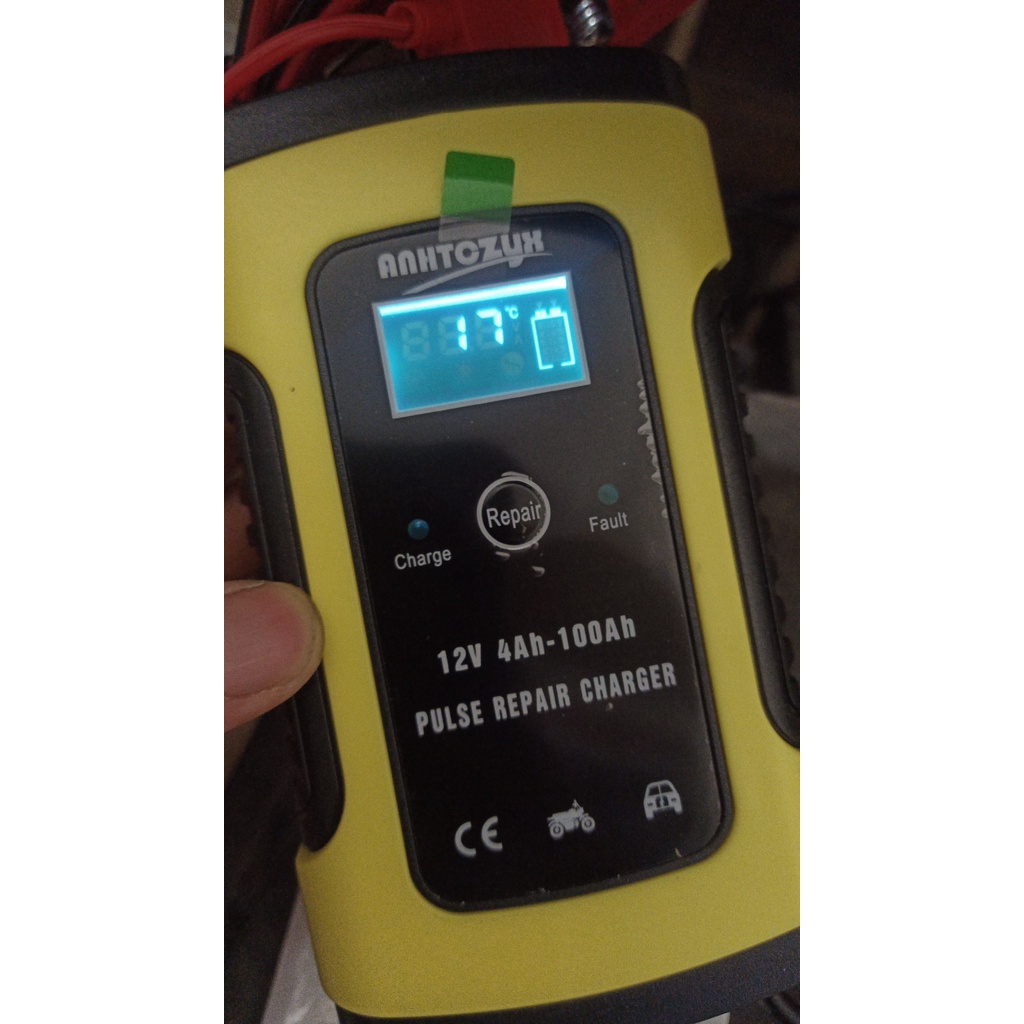 ANHTCZYX
17°C
Repair
Charge
Fault
12V 4Ah-100Ah
PULSE REPAIR CHARGER
CE